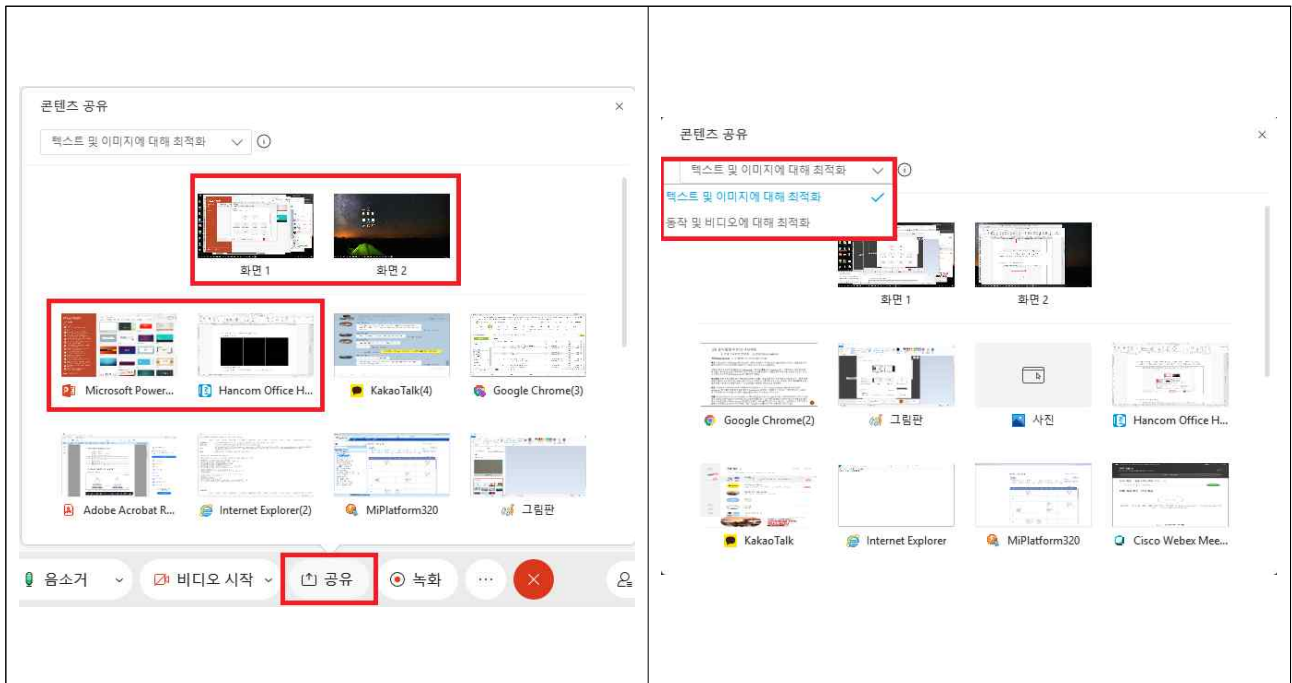 콘텐츠 공유
텍스트 및 이미지에 대해 최적화
화면 1
화면 2
Microsoft Power...
Hancom Office H...
KakaoTalk(4)
Google Chrome(3)
Adobe Acrobat R...
Internet Explorer(2)
MiPlatform320
그림판
음소거
비디오 시작
공유
녹화
콘텐츠 공유
텍스트 및 이미지에 대해 최적화
텍스트 및 이미지에 대해 최적화
동작 및 비디오에 대해 최적화
화면 1
화면 2
Google Chrome(2)
그림판
사진
Hancom Office H...
KakaoTalk
Internet Explorer
MiPlatform320
Cisco Webex Mee...